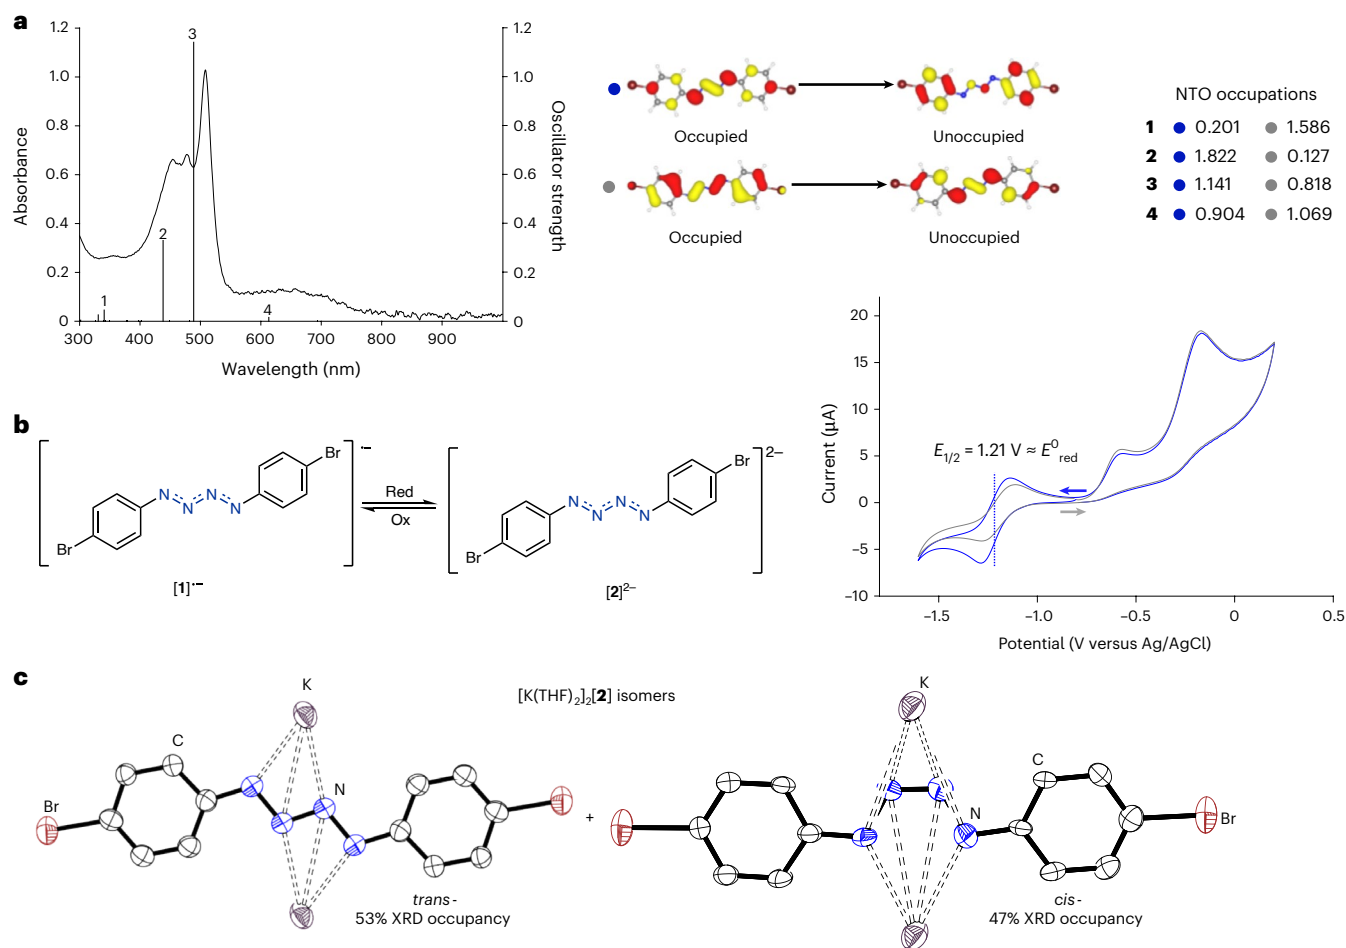 a
1.2
1.0
0.8
0.6
0.4
0.2
0
Absorbance
1.2
1.0
0.8
0.6
0.4
0.2
0
Oscillator strength
1
2
3
4
300
400
500
600
700
800
900
Wavelength (nm)
Occupied
Unoccupied
Occupied
Unoccupied
NTO occupations
1 0.201 1.586
2 1.822 0.127
3 1.141 0.818
4 0.904 1.069
b
Br
N
N
N
N
Br
•−
[1]•−
Red
Ox
Br
N
N
N
N
Br
2−
[2]2−
20
15
10
5
0
−5
−10
Current (µA)
E1/2 = 1.21 V ≈ E0red
−1.5
−1.0
−0.5
0
0.5
Potential (V versus Ag/AgCl)
c
[K(THF)2]2[2] isomers
K
C
N
Br
trans-
53% XRD occupancy
+
K
C
N
Br
cis-
47% XRD occupancy